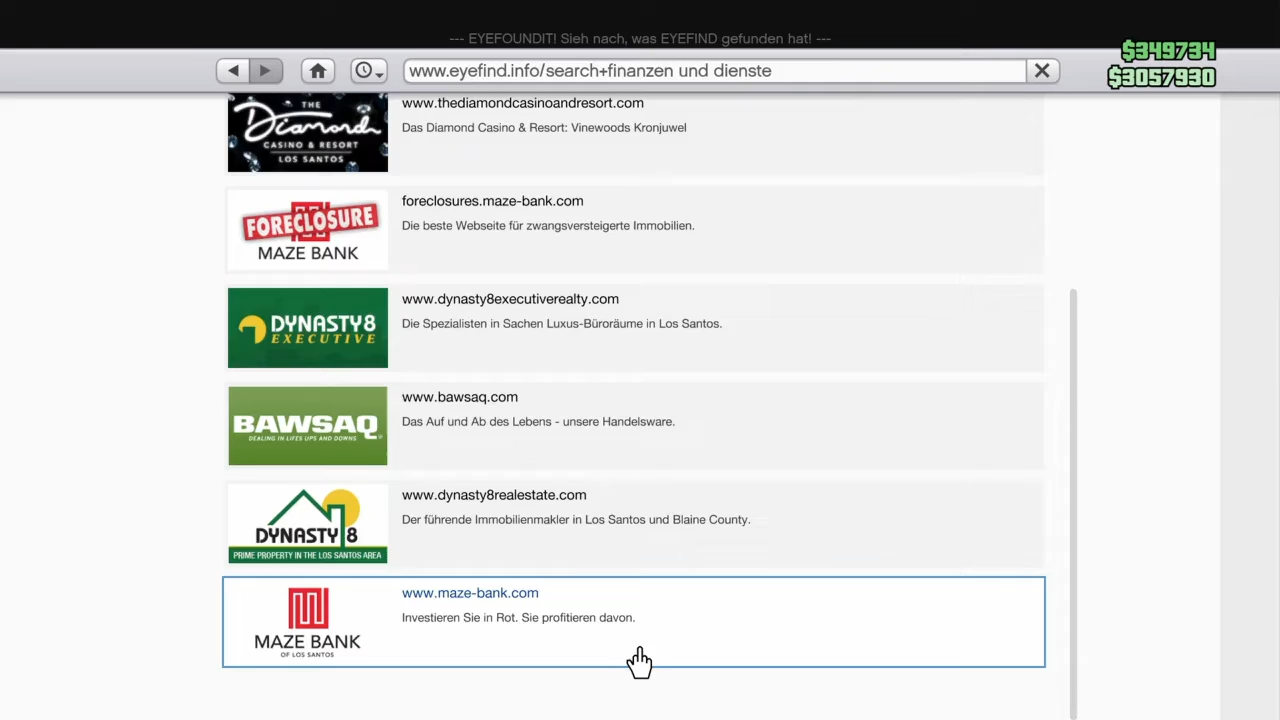 --- EYEFOUNDIT! Sieh nach, was EYEFIND gefunden hat! ---
$349734
$3057930
www.eyefind.info/search+finanzen und dienste
THE
Diamond
CASINO & RESORT
LOS SANTOS
www.thediamondcasinoandresort.com
Das Diamond Casino & Resort: Vinewoods Kronjuwel
FORECLOSURE
MAZE BANK
foreclosures.maze-bank.com
Die beste Webseite für zwangsversteigerte Immobilien.
DYNASTY8
EXECUTIVE
www.dynasty8executiverealty.com
Die Spezialisten in Sachen Luxus-Büroräume in Los Santos.
BAWSAQ
DEALING IN LIFES UPS AND DOWNS
www.bawsaq.com
Das Auf und Ab des Lebens - unsere Handelsware.
DYNASTY 8
PRIME PROPERTY IN THE LOS SANTOS AREA
www.dynasty8realestate.com
Der führende Immobilienmakler in Los Santos und Blaine County.
MAZE BANK
OF LOS SANTOS
www.maze-bank.com
Investieren Sie in Rot. Sie profitieren davon.